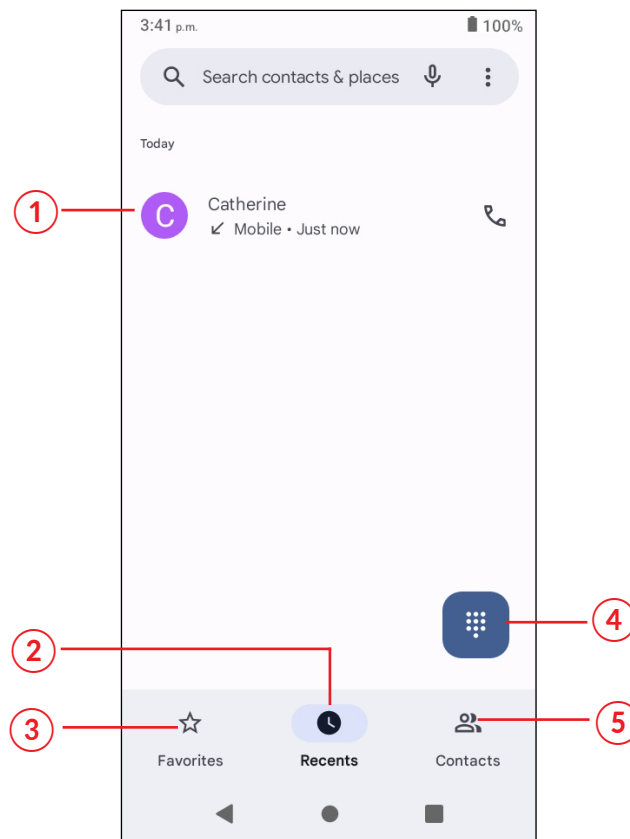 3:41 p.m.
100%
Search contacts & places
Today
1
C
Catherine
Mobile • Just now
4
2
3
5
Favorites
Recents
Contacts